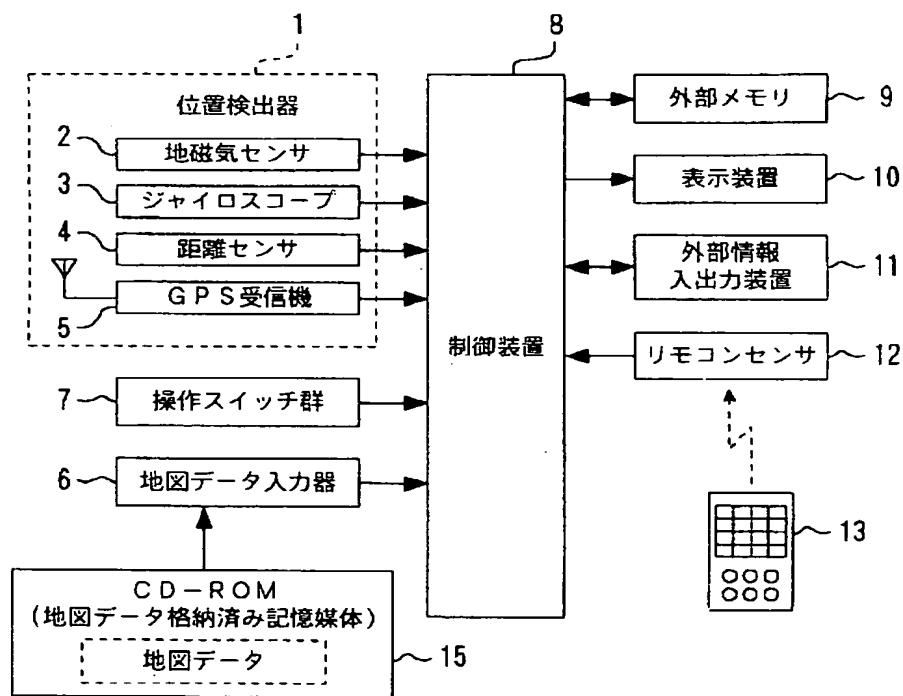 1
8
位置検出器
2
地磁気センサ
3
ジャイロスコープ
4
距離センサ
GPS受信機
5
7
操作スイッチ群
6
地図データ入力器
CD-ROM
(地図データ格納済み記憶媒体)
地図データ
15
制御装置
外部メモリ
9
表示装置
10
外部情報
入出力装置
11
リモコンセンサ
12
13